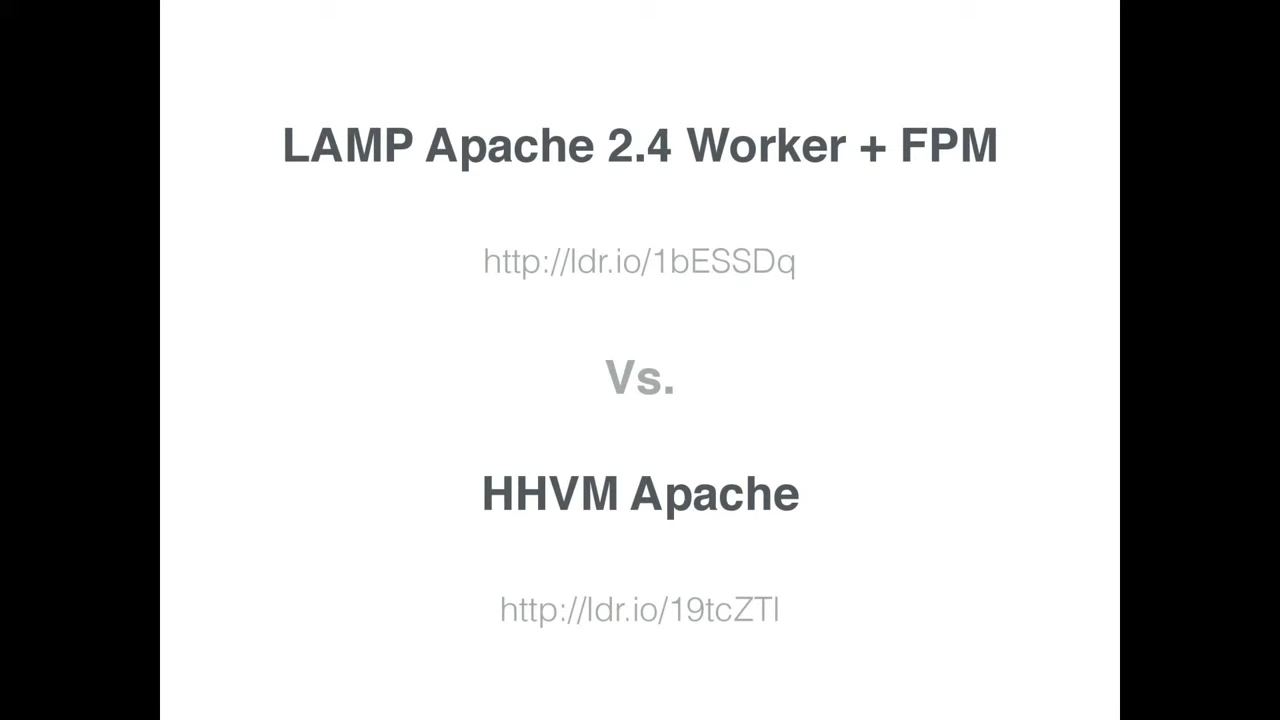 LAMP Apache 2.4 Worker + FPM
http://ldr.io/1bESSDq
Vs.
HHVM Apache
http://ldr.io/19tcZTl